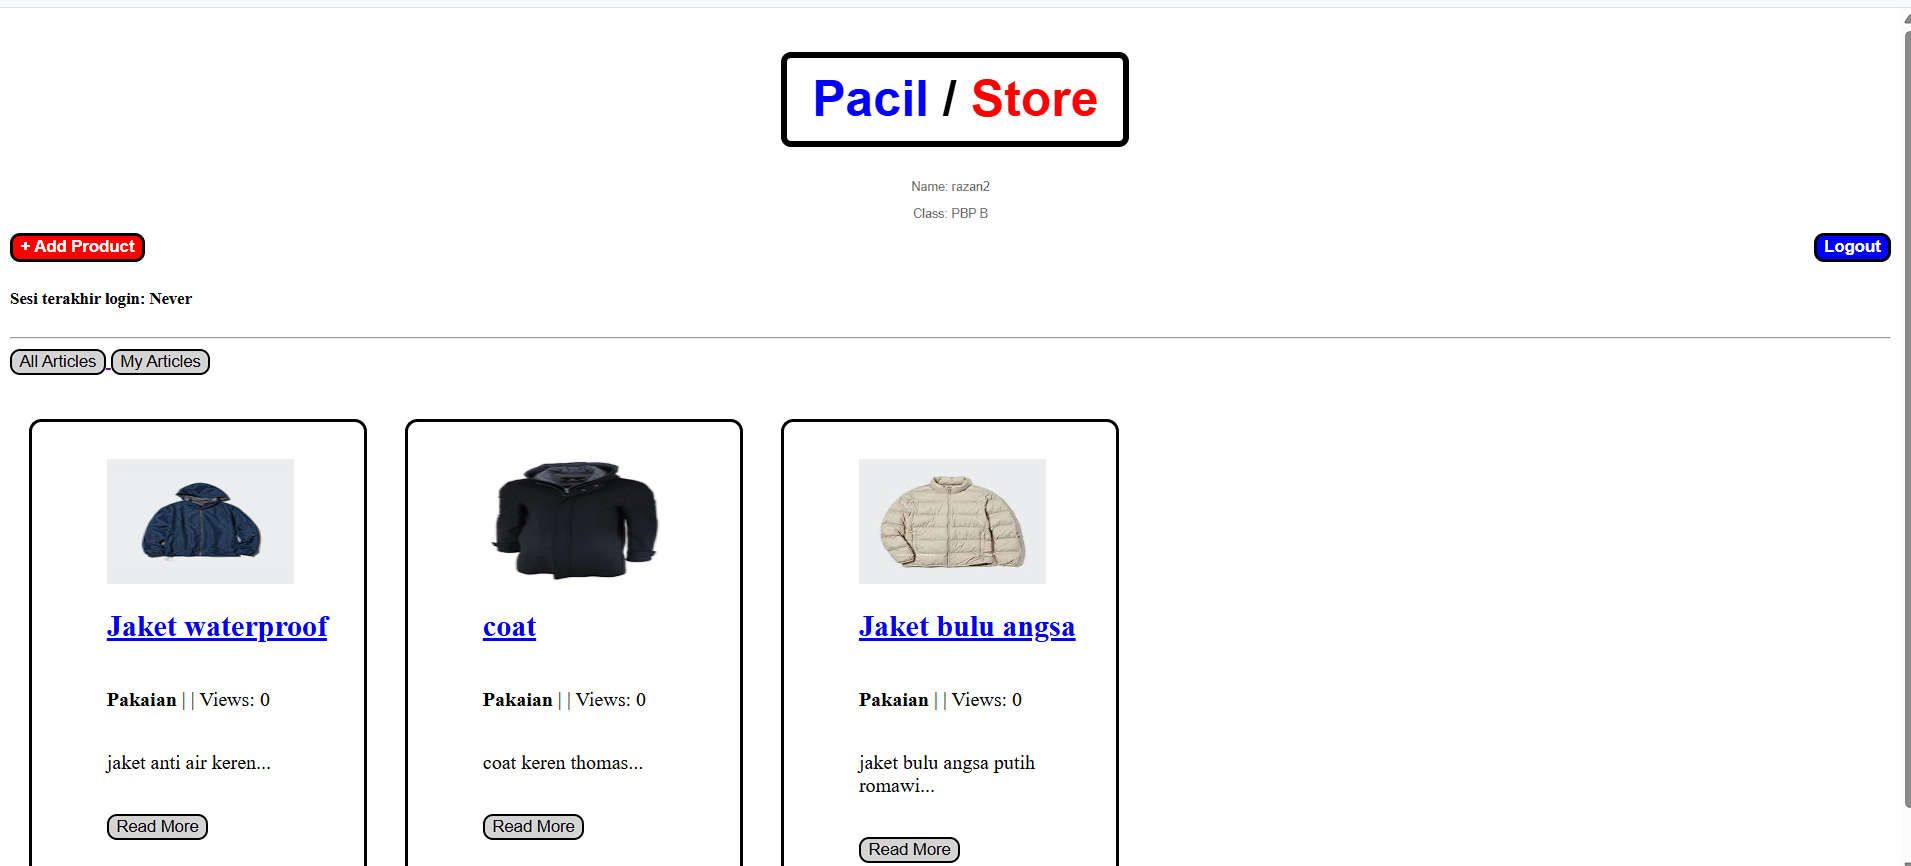 Pacil / Store
Name: razan2
Class: PBP B
+ Add Product
Logout
Sesi terakhir login: Never
All Articles My Articles
Jaket waterproof
Pakaian | | Views: 0
jaket anti air keren...
Read More
coat
Pakaian | | Views: 0
coat keren thomas...
Read More
Jaket bulu angsa
Pakaian | | Views: 0
jaket bulu angsa putih
romawi...
Read More